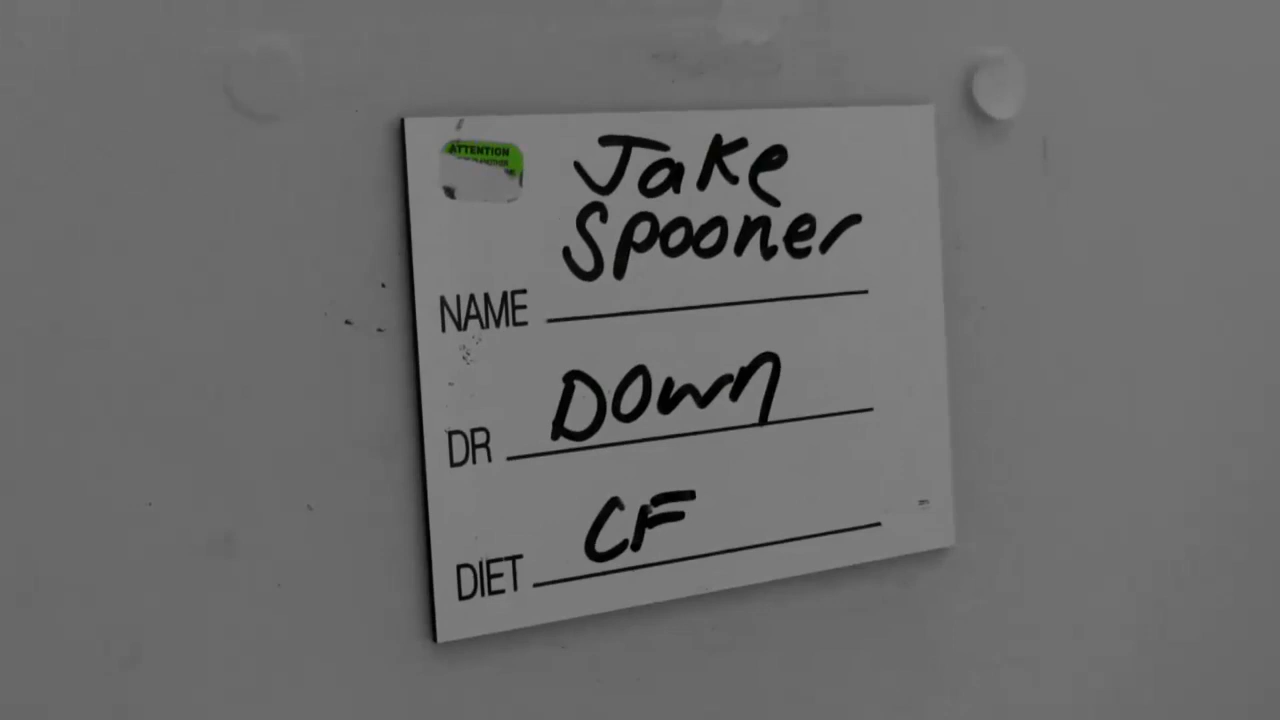 ATTENTION
Jake
Spooner
NAME
DR Down
DIET CF